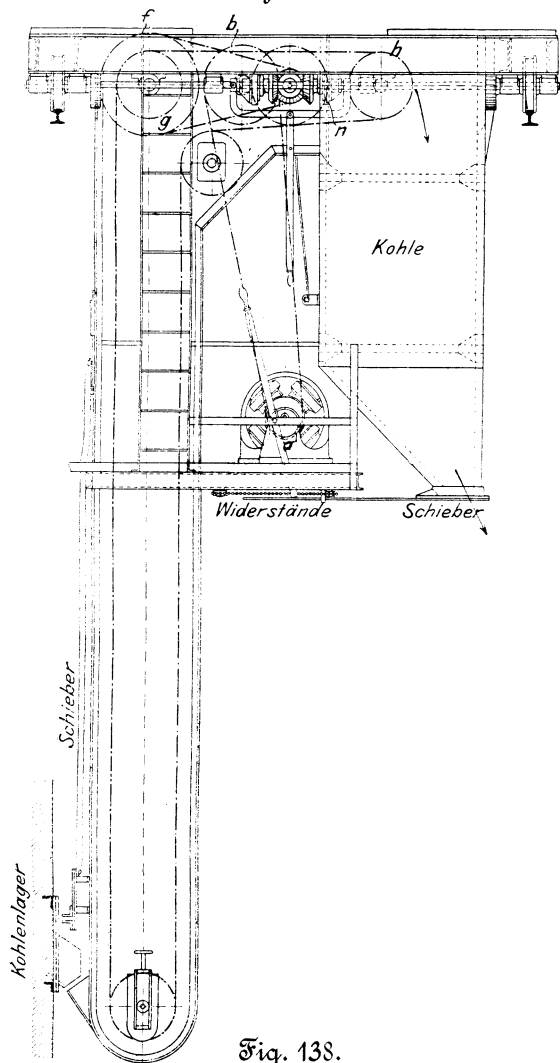 f
b
h
g
n
Kohle
a
Widerstände
Schieber
Schieber
Kohlenlager
Fig. 138.